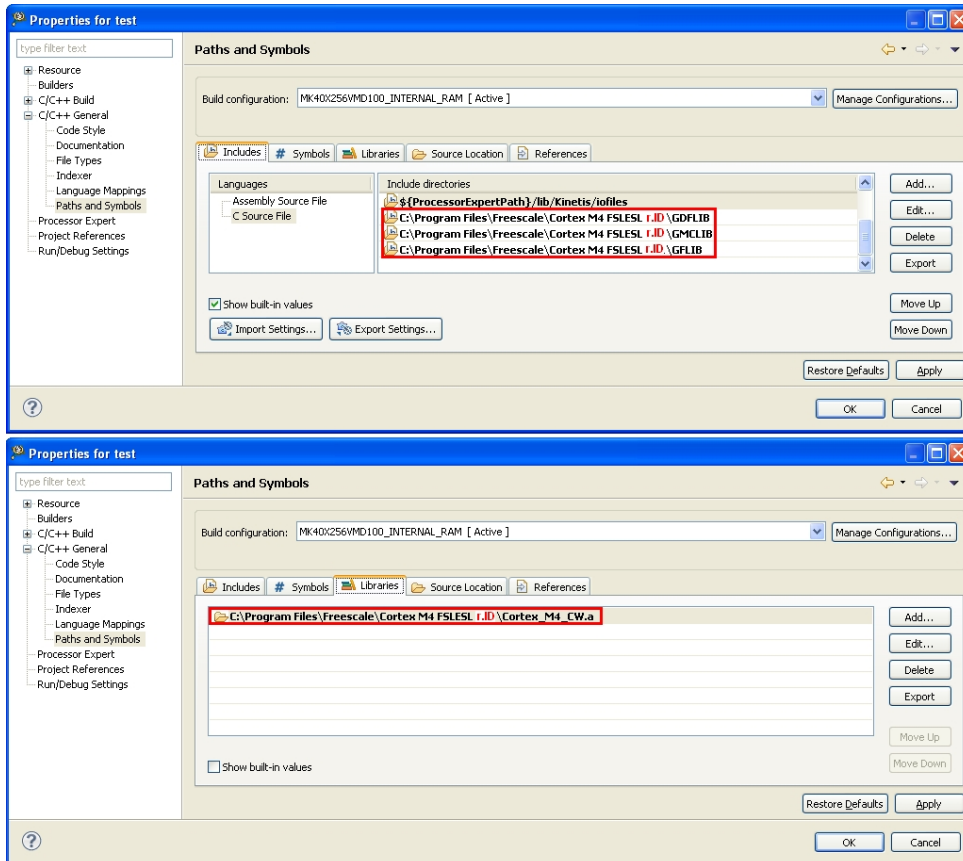 Properties for test
type filter text
Paths and Symbols
Resource
Builders
C/C++ Build
C/C++ General
Code Style
Documentation
File Types
Indexer
Language Mappings
Paths and Symbols
Processor Expert
Project References
Run/Debug Settings
Build configuration: MK40X256VMD100_INTERNAL_RAM [ Active ] Manage Configurations...
Includes # Symbols Libraries Source Location References
Languages
Assembly Source File
C Source File
Include directories
${ProcessorExpertPath}/lib/Kinetis/iofiles
C:\Program Files\Freescale\Cortex M4 FSLESL r.ID \GDFLIB
C:\Program Files\Freescale\Cortex M4 FSLESL r.ID \GMCLIB
C:\Program Files\Freescale\Cortex M4 FSLESL r.ID \GFLIB
Add...
Edit...
Delete
Export
Move Up
Move Down
Show built-in values
Import Settings... Export Settings...
Restore Defaults Apply
? OK Cancel
Properties for test
type filter text
Paths and Symbols
Resource
Builders
C/C++ Build
C/C++ General
Code Style
Documentation
File Types
Indexer
Language Mappings
Paths and Symbols
Processor Expert
Project References
Run/Debug Settings
Build configuration: MK40X256VMD100_INTERNAL_RAM [ Active ] Manage Configurations...
Includes # Symbols Libraries Source Location References
C:\Program Files\Freescale\Cortex M4 FSLESL r.ID \Cortex_M4_CW.a
Add...
Edit...
Delete
Export
Move Up
Move Down
Show built-in values
Restore Defaults Apply
? OK Cancel